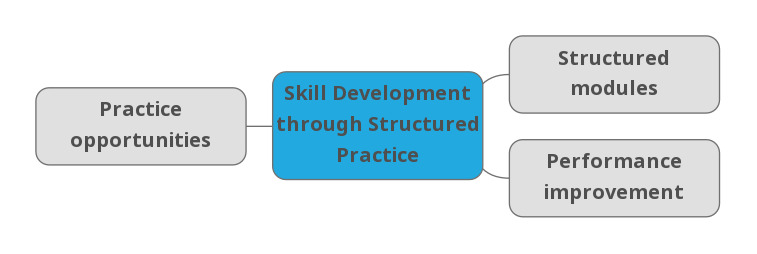 Practice
opportunities
Skill Development
through Structured
Practice
Structured
modules
Performance
improvement